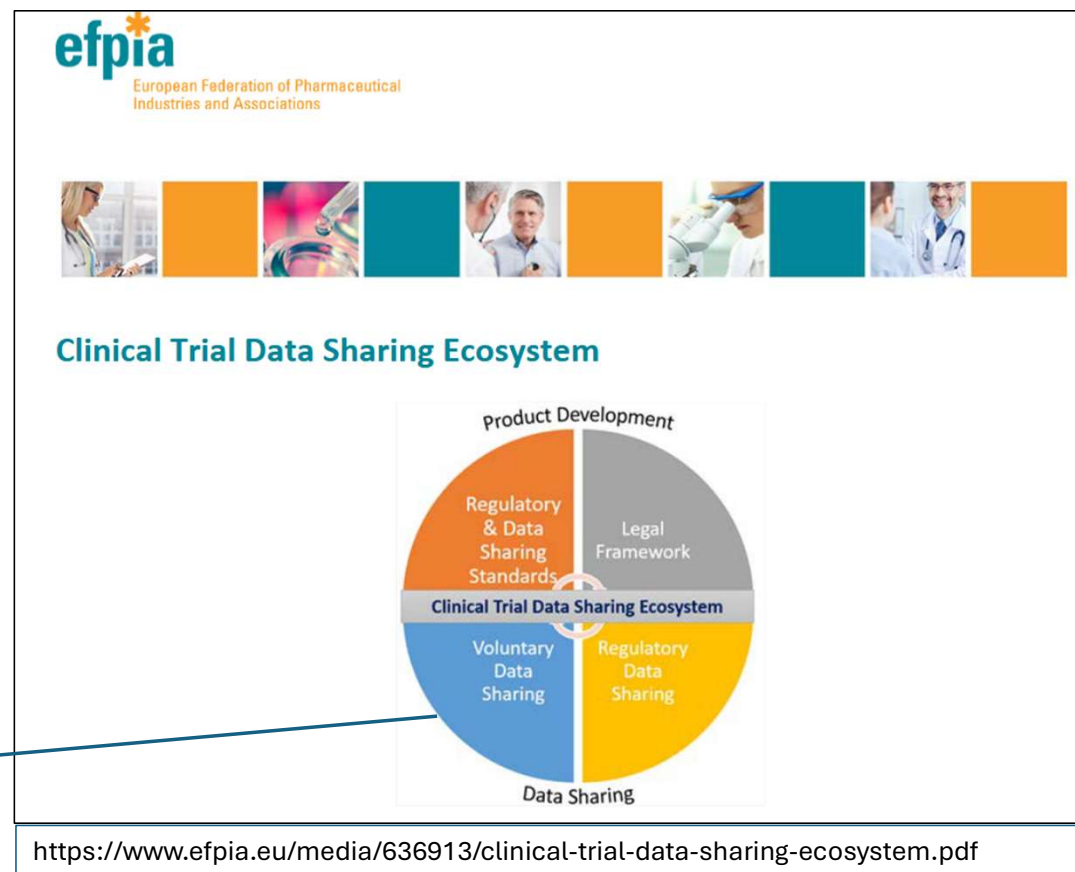 efpia
European Federation of Pharmaceutical
Industries and Associations
Clinical Trial Data Sharing Ecosystem
Product Development
Regulatory
& Data
Sharing
Standards
Legal
Framework
Clinical Trial Data Sharing Ecosystem
Voluntary
Data
Sharing
Regulatory
Data
Sharing
Data Sharing
https://www.efpia.eu/media/636913/clinical-trial-data-sharing-ecosystem.pdf